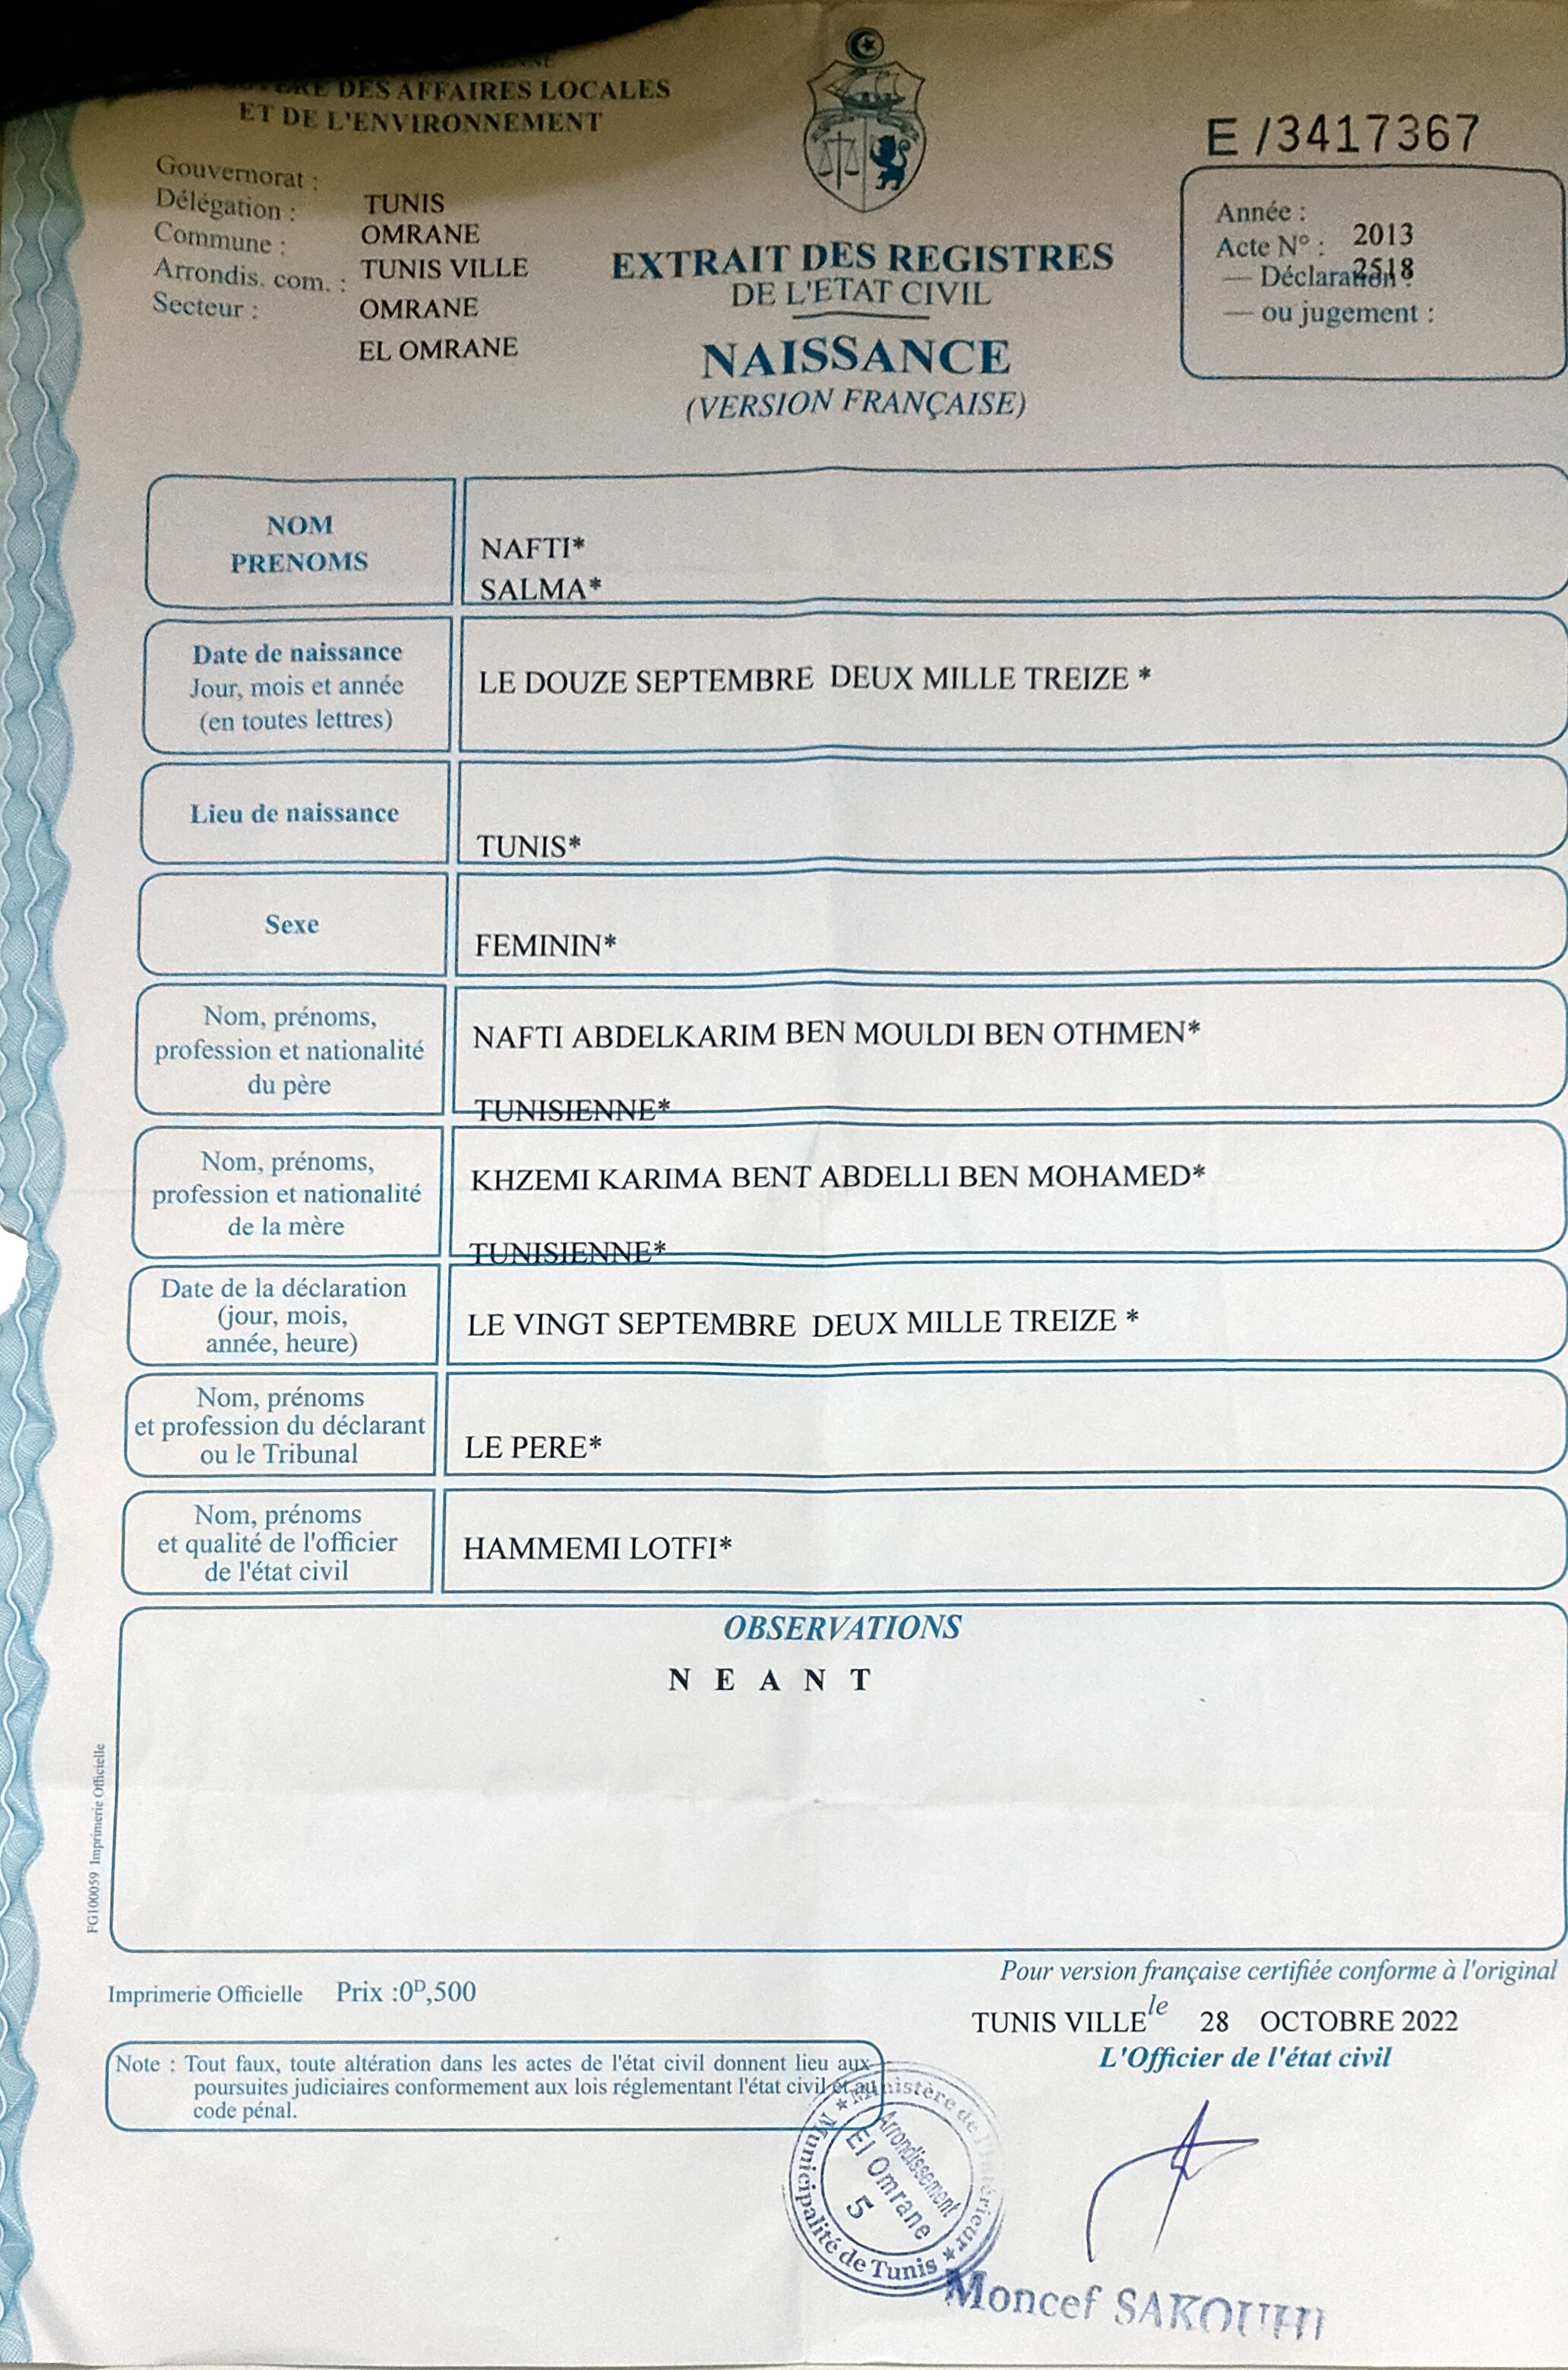 DES AFFAIRES LOCALES
ET DE L'ENVIRONNEMENT
Gouvernorat :
Délégation : TUNIS
Commune : OMRANE
Arrondis. com. : TUNIS VILLE
Secteur : OMRANE
EL OMRANE
EXTRAIT DES REGISTRES
DE L'ETAT CIVIL
NAISSANCE
(VERSION FRANÇAISE)
E /3417367
Année :
Acte N° : 2013
— Déclaration : 2518
— ou jugement :
NOM
PRENOMS
NAFTI*
SALMA*
Date de naissance
Jour, mois et année
(en toutes lettres)
LE DOUZE SEPTEMBRE DEUX MILLE TREIZE *
Lieu de naissance
TUNIS*
Sexe
FEMININ*
Nom, prénoms,
profession et nationalité
du père
NAFTI ABDELKARIM BEN MOULDI BEN OTHMEN*
TUNISIENNE*
Nom, prénoms,
profession et nationalité
de la mère
KHZEMI KARIMA BENT ABDELLI BEN MOHAMED*
TUNISIENNE*
Date de la déclaration
(jour, mois,
année, heure)
LE VINGT SEPTEMBRE DEUX MILLE TREIZE *
Nom, prénoms
et profession du déclarant
ou le Tribunal
LE PERE*
Nom, prénoms
et qualité de l'officier
de l'état civil
HAMMEMI LOTFI*
OBSERVATIONS
N E A N T
FG100059 Imprimerie Officielle
Imprimerie Officielle Prix :0ᴰ,500
Pour version française certifiée conforme à l'original
TUNIS VILLE le 28 OCTOBRE 2022
L'Officier de l'état civil
Note : Tout faux, toute altération dans les actes de l'état civil donnent lieu aux
poursuites judiciaires conformement aux lois réglementant l'état civil et au
code pénal.
Ministère de l'Intérieur
Municipalité de Tunis
Arrondissement
El Omrane
5
Moncef SAKOUHI